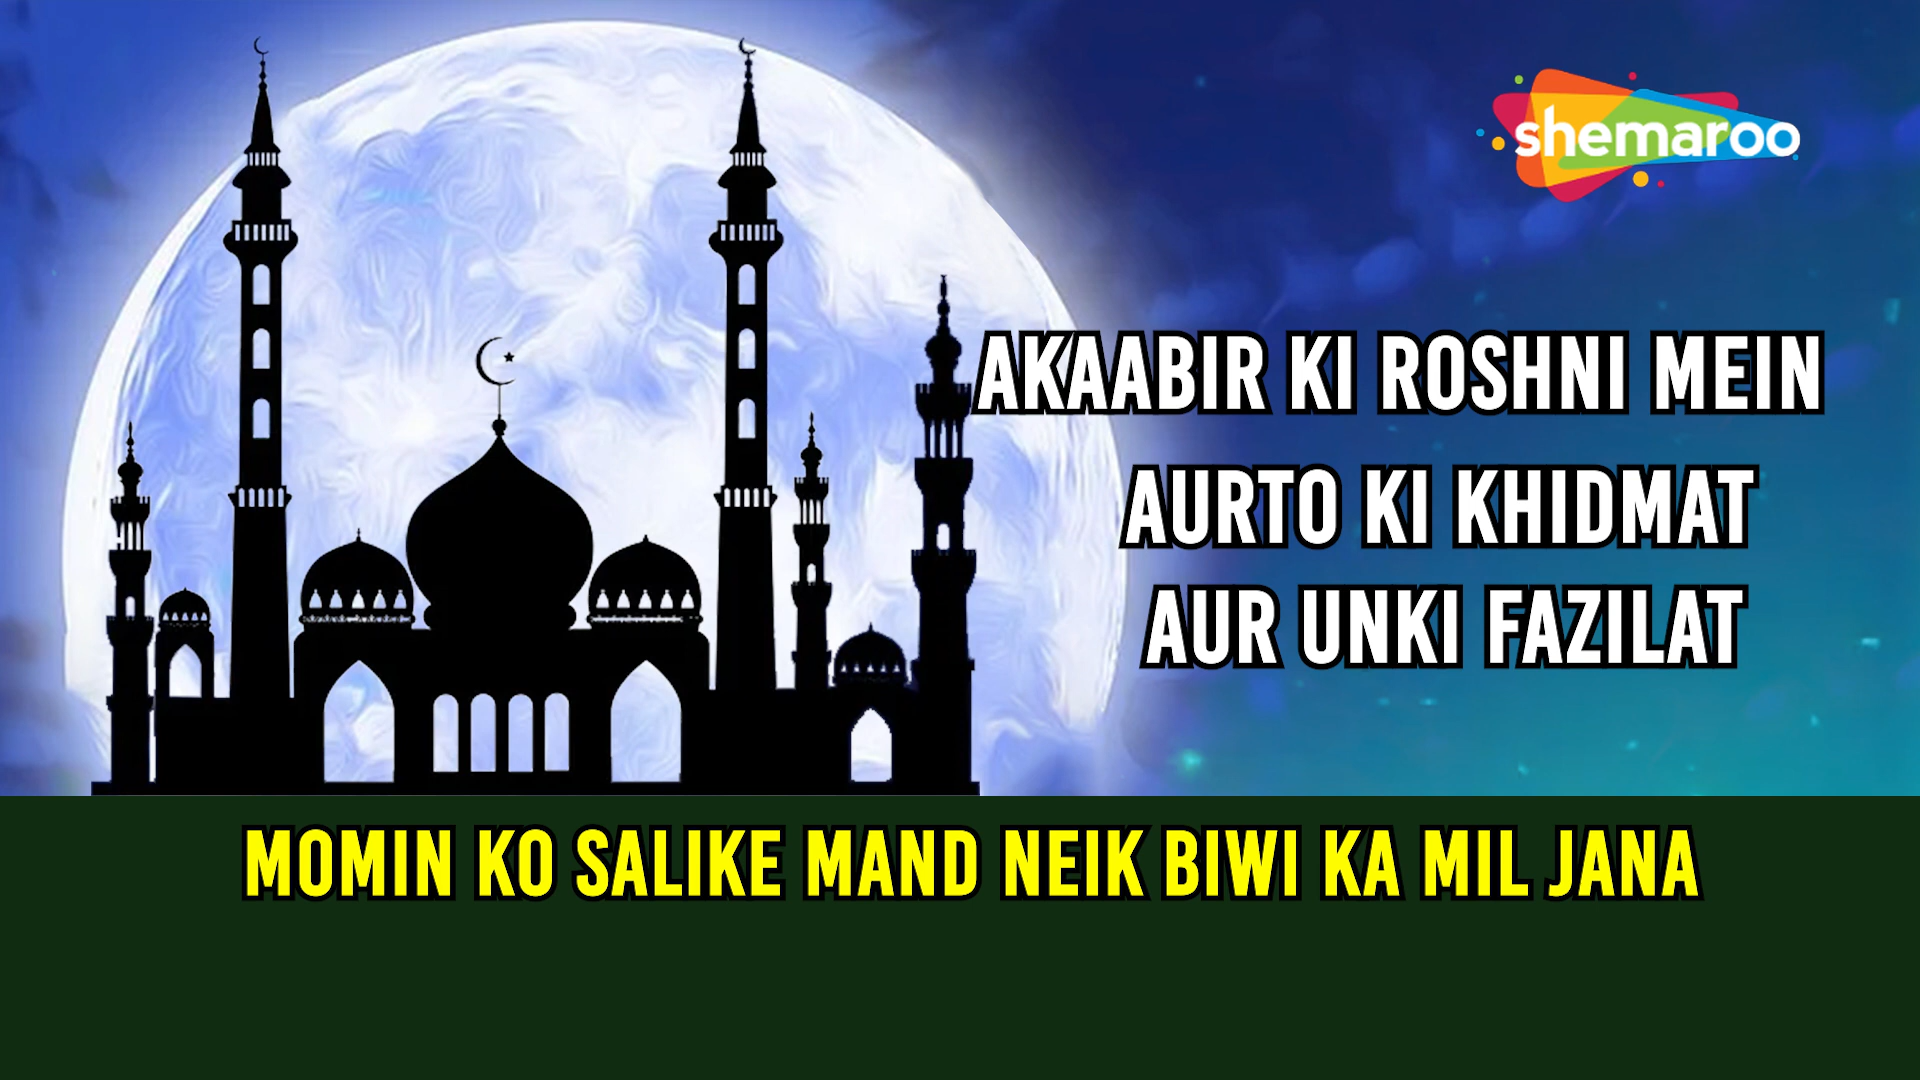 shemaroo
AKAABIR KI ROSHNI MEIN
AURTO KI KHIDMAT
AUR UNKI FAZILAT
MOMIN KO SALIKE MAND NEIK BIWI KA MIL JANA